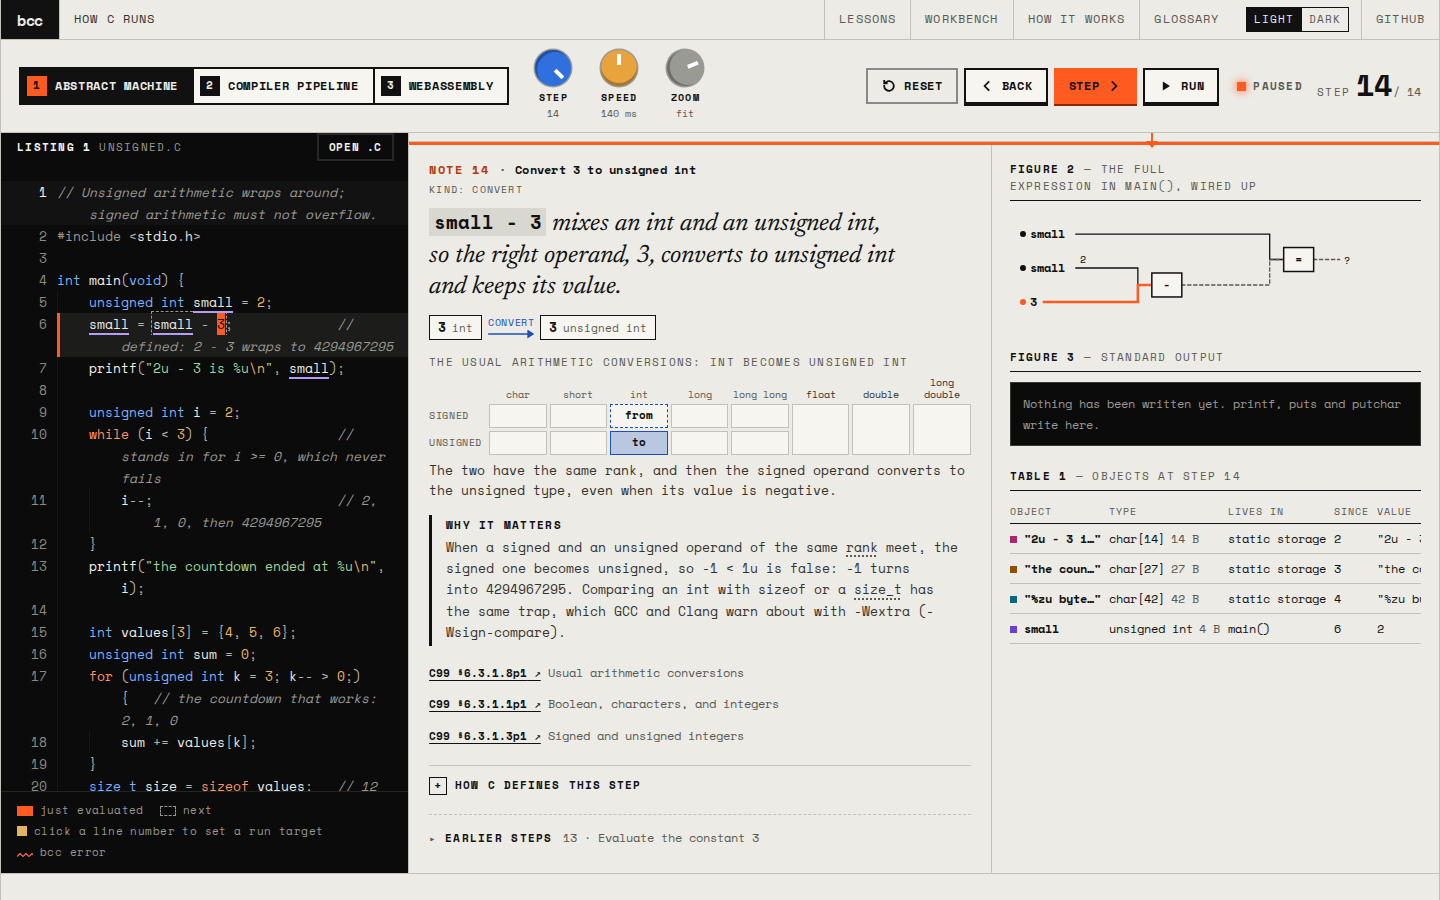 bcc HOW C RUNS LESSONS WORKBENCH HOW IT WORKS GLOSSARY LIGHT DARK GITHUB
1 ABSTRACT MACHINE 2 COMPILER PIPELINE 3 WEBASSEMBLY
STEP SPEED ZOOM
14 140 ms fit
RESET BACK STEP RUN PAUSED STEP 14 / 14
LISTING 1 UNSIGNED.C OPEN .C
1 // Unsigned arithmetic wraps around;
signed arithmetic must not overflow.
2 #include <stdio.h>
3
4 int main(void) {
5 unsigned int small = 2;
6 small = small - 3; //
defined: 2 - 3 wraps to 4294967295
7 printf("2u - 3 is %u\n", small);
8
9 unsigned int i = 2;
10 while (i < 3) { //
stands in for i >= 0, which never
fails
11 i--; // 2,
1, 0, then 4294967295
12 }
13 printf("the countdown ended at %u\n",
i);
14
15 int values[3] = {4, 5, 6};
16 unsigned int sum = 0;
17 for (unsigned int k = 3; k-- > 0;)
{ // the countdown that works:
2, 1, 0
18 sum += values[k];
19 }
20 size_t size = sizeof values; // 12
just evaluated next
click a line number to set a run target
bcc error
NOTE 14 · Convert 3 to unsigned int
KIND: CONVERT
small - 3 mixes an int and an unsigned int,
so the right operand, 3, converts to unsigned int
and keeps its value.
3 int CONVERT 3 unsigned int
THE USUAL ARITHMETIC CONVERSIONS: INT BECOMES UNSIGNED INT
char short int long long long float double long double
SIGNED from
UNSIGNED to
The two have the same rank, and then the signed operand converts to
the unsigned type, even when its value is negative.
WHY IT MATTERS
When a signed and an unsigned operand of the same rank meet, the
signed one becomes unsigned, so -1 < 1u is false: -1 turns
into 4294967295. Comparing an int with sizeof or a size_t has
the same trap, which GCC and Clang warn about with -Wextra (-
Wsign-compare).
C99 §6.3.1.8p1 ↗ Usual arithmetic conversions
C99 §6.3.1.1p1 ↗ Boolean, characters, and integers
C99 §6.3.1.3p1 ↗ Signed and unsigned integers
+ HOW C DEFINES THIS STEP
▸ EARLIER STEPS 13 · Evaluate the constant 3
FIGURE 2 — THE FULL
EXPRESSION IN MAIN(), WIRED UP
small
small 2
3
-
=
?
FIGURE 3 — STANDARD OUTPUT
Nothing has been written yet. printf, puts and putchar
write here.
TABLE 1 — OBJECTS AT STEP 14
OBJECT TYPE LIVES IN SINCE VALUE
"2u - 3 i…" char[14] 14 B static storage 2 "2u -
"the coun…" char[27] 27 B static storage 3 "the
"%zu byte…" char[42] 42 B static storage 4 "%zu
small unsigned int 4 B main() 6 2